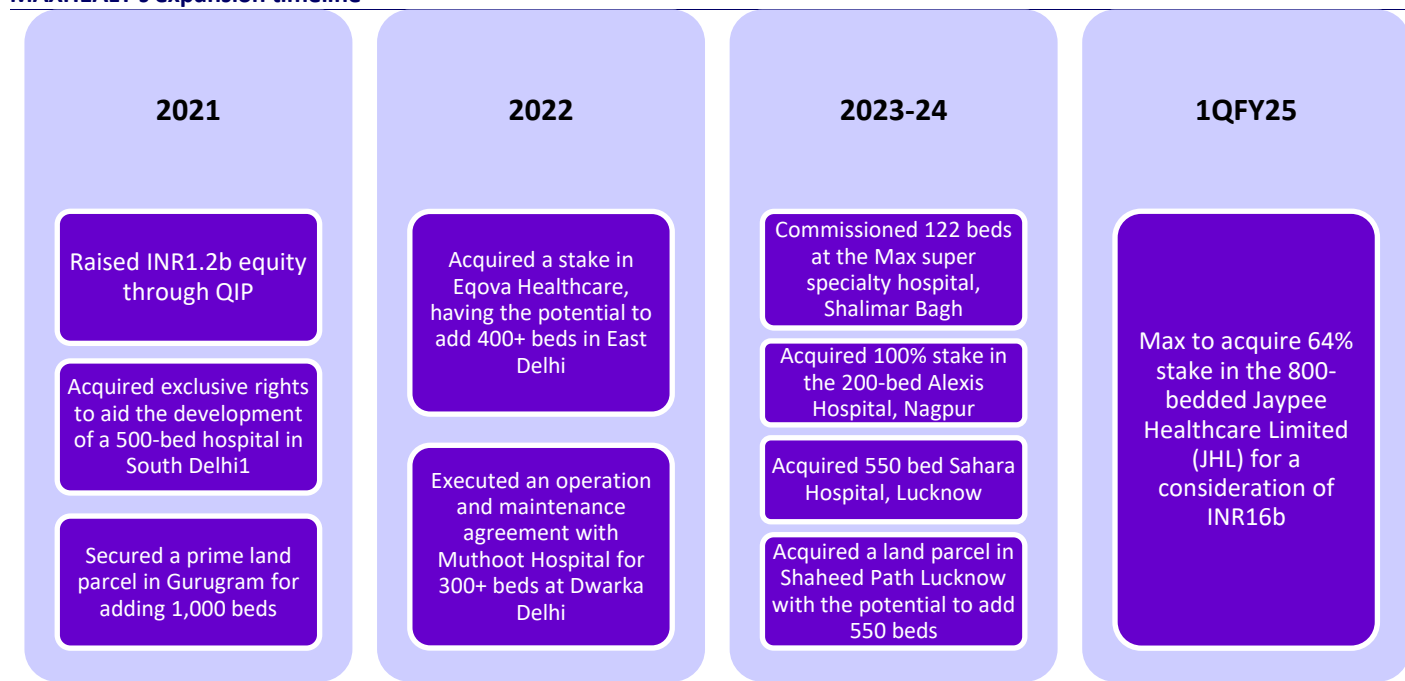 MAXHEALT's expansion timeline
2021
Raised INR1.2b equity
through QIP
Acquired exclusive rights
to aid the development
of a 500-bed hospital in
South Delhi1
Secured a prime land
parcel in Gurugram for
adding 1,000 beds
2022
Acquired a stake in
Eqova Healthcare,
having the potential to
add 400+ beds in East
Delhi
Executed an operation
and maintenance
agreement with
Muthoot Hospital for
300+ beds at Dwarka
Delhi
2023-24
Commissioned 122 beds
at the Max super
specialty hospital,
Shalimar Bagh
Acquired 100% stake in
the 200-bed Alexis
Hospital, Nagpur
Acquired 550 bed Sahara
Hospital, Lucknow
Acquired a land parcel in
Shaheed Path Lucknow
with the potential to add
550 beds
1QFY25
Max to acquire 64%
stake in the 800-
bedded Jaypee
Healthcare Limited
(JHL) for a
consideration of
INR16b